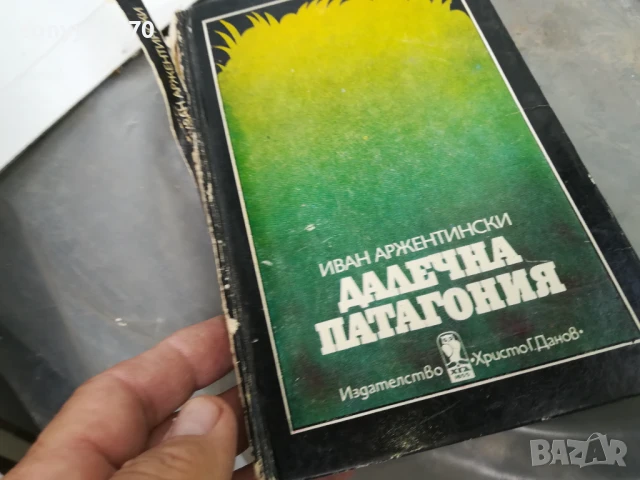 ИВАН АРЖЕНТИНСКИ
ИВАН АРЖЕНТИНСКИ
ДАЛЕЧНА
ПАТАГОНИЯ
Издателство • Христо Г. Данов •
BAZAR